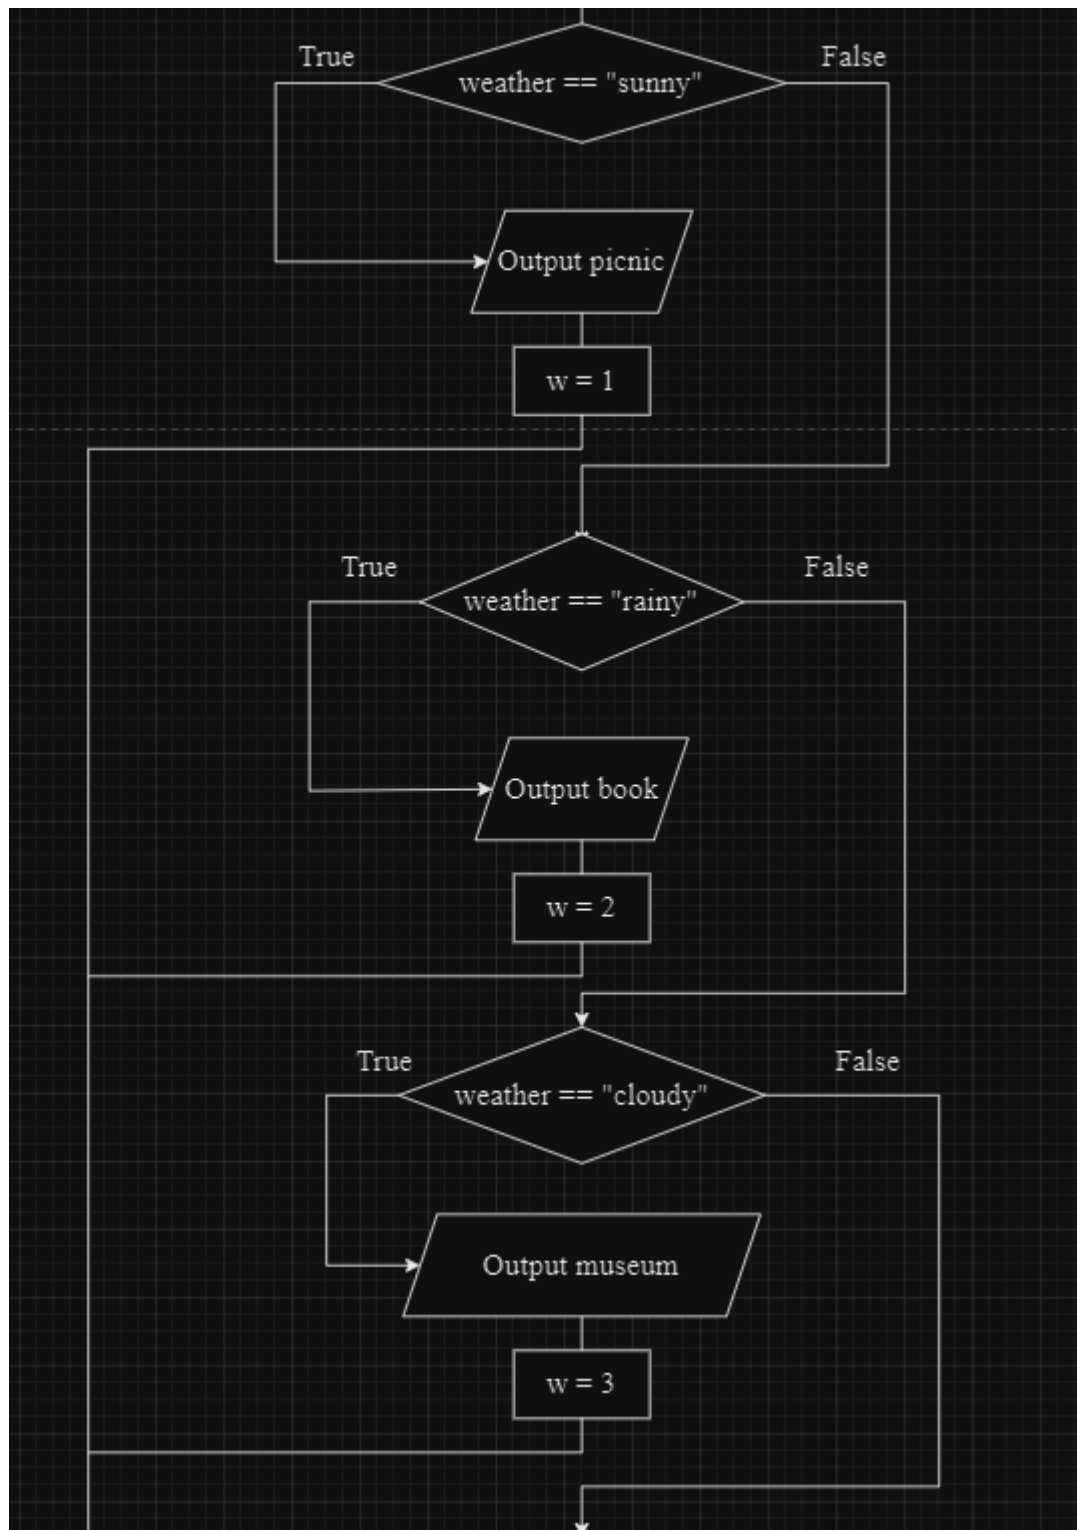 True
False
weather == "sunny"
Output picnic
w = 1
True
False
weather == "rainy"
Output book
w = 2
True
False
weather == "cloudy"
Output museum
w = 3